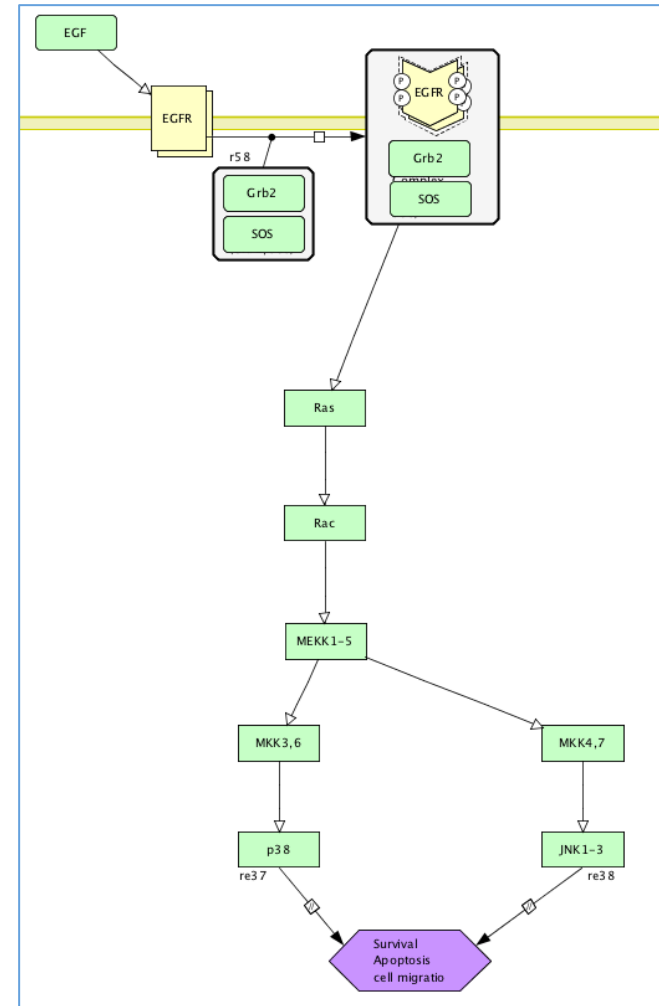 EGF
EGFR
r58
Grb2
SOS
P
P
EGFR
P
P
Grb2
SOS
Ras
Rac
MEKK1-5
MKK3,6
MKK4,7
p38
JNK1-3
re37
re38
Survival
Apoptosis
cell migratio